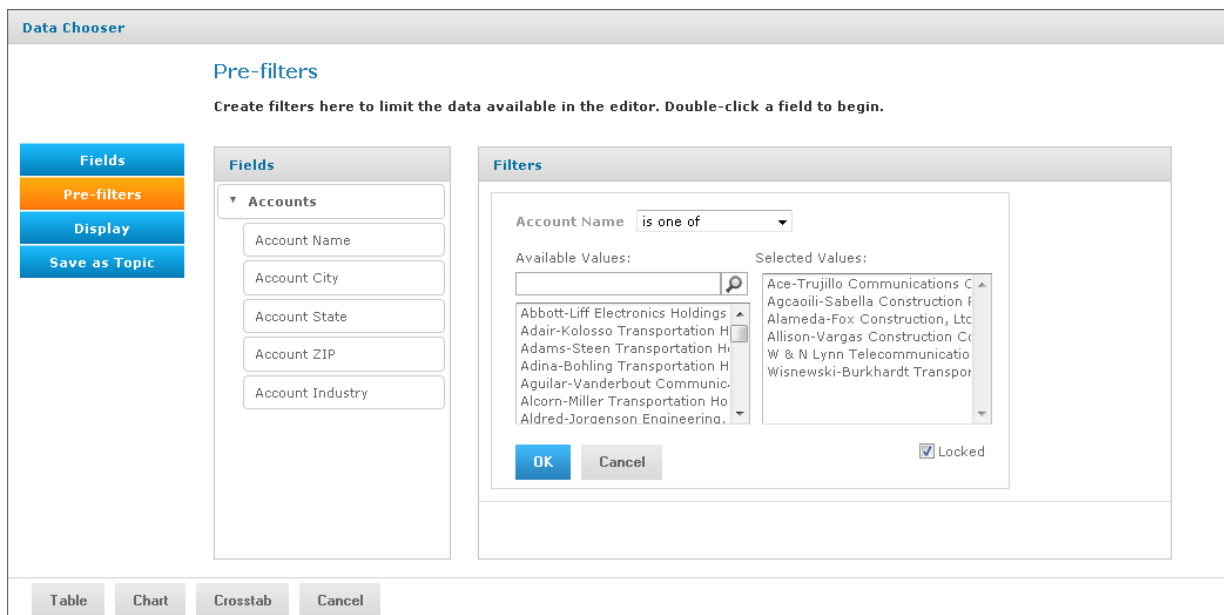 Data Chooser
Pre-filters
Create filters here to limit the data available in the editor. Double-click a field to begin.
Fields
Pre-filters
Display
Save as Topic
Fields
Accounts
Account Name
Account City
Account State
Account ZIP
Account Industry
Filters
Account Name is one of
Available Values:
Abbott-Liff Electronics Holdings
Adair-Kolosso Transportation H
Adams-Steen Transportation H
Adina-Bohling Transportation H
Aguilar-Vanderbout Communic
Alcorn-Miller Transportation Ho
Aldred-Jorgenson Engineering,
Selected Values:
Ace-Trujillo Communications C
Agcaoili-Sabella Construction
Alameda-Fox Construction, Ltd
Allison-Vargas Construction Co
W & N Lynn Telecommunicatio
Wisnewski-Burkhardt Transpor
OK Cancel
Locked
Table Chart Crosstab Cancel